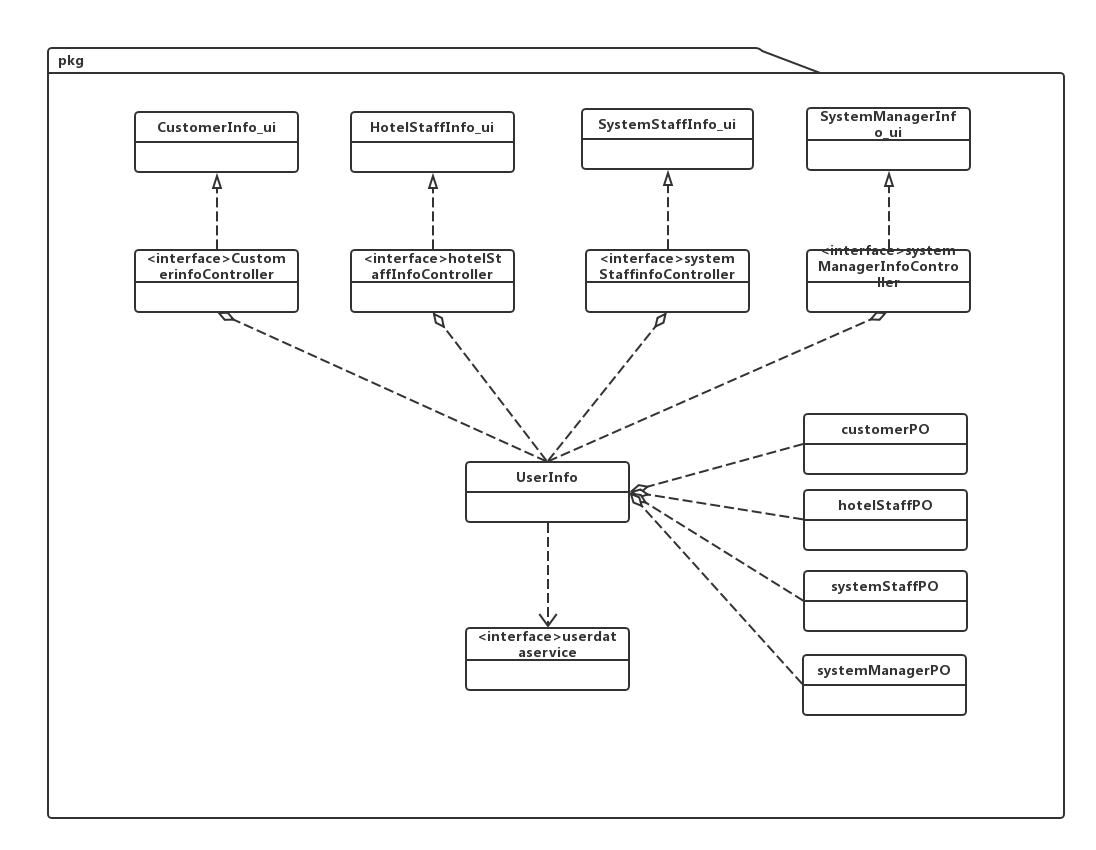 pkg
CustomerInfo_ui
HotelStaffInfo_ui
SystemStaffInfo_ui
SystemManagerInf
o_ui
<interface>Custom
erinfoController
<interface>hotelSt
affInfoController
<interface>system
StaffinfoController
<interface>system
ManagerInfoContro
ller
customerPO
UserInfo
hotelStaffPO
systemStaffPO
<interface>userdat
aservice
systemManagerPO